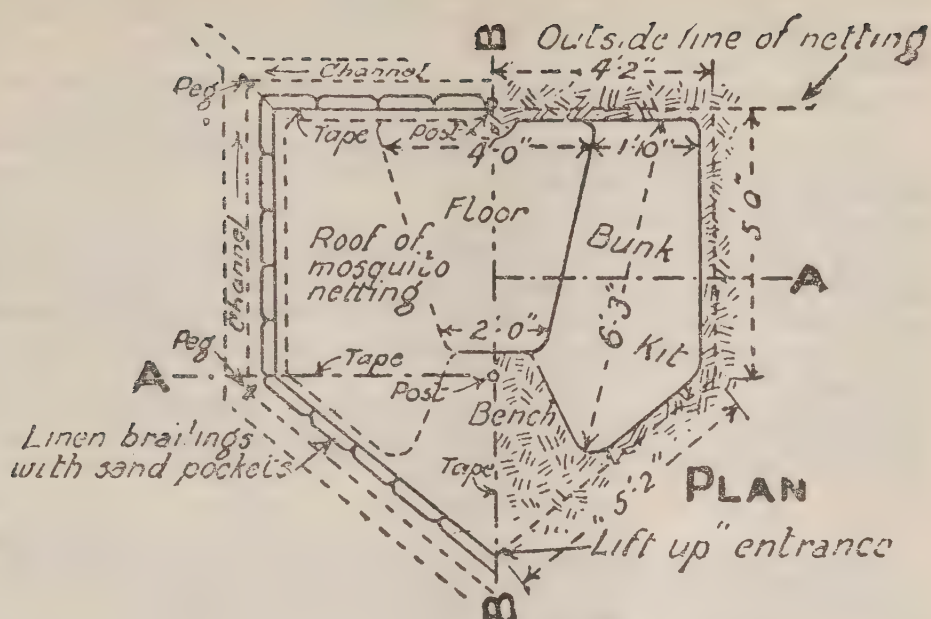 B
Outside line of netting
4'2"
Channel
Peg
Tape
Post
4'0"
1'10"
Channel
Floor
Roof of
mosquito
netting
Bunk
5'0"
A
6'3"
2'0"
Kit
Peg
A
Tape
Post
Bench
Linen brailings
with sand pockets
Tape
5'2"
PLAN
"Lift up" entrance
B